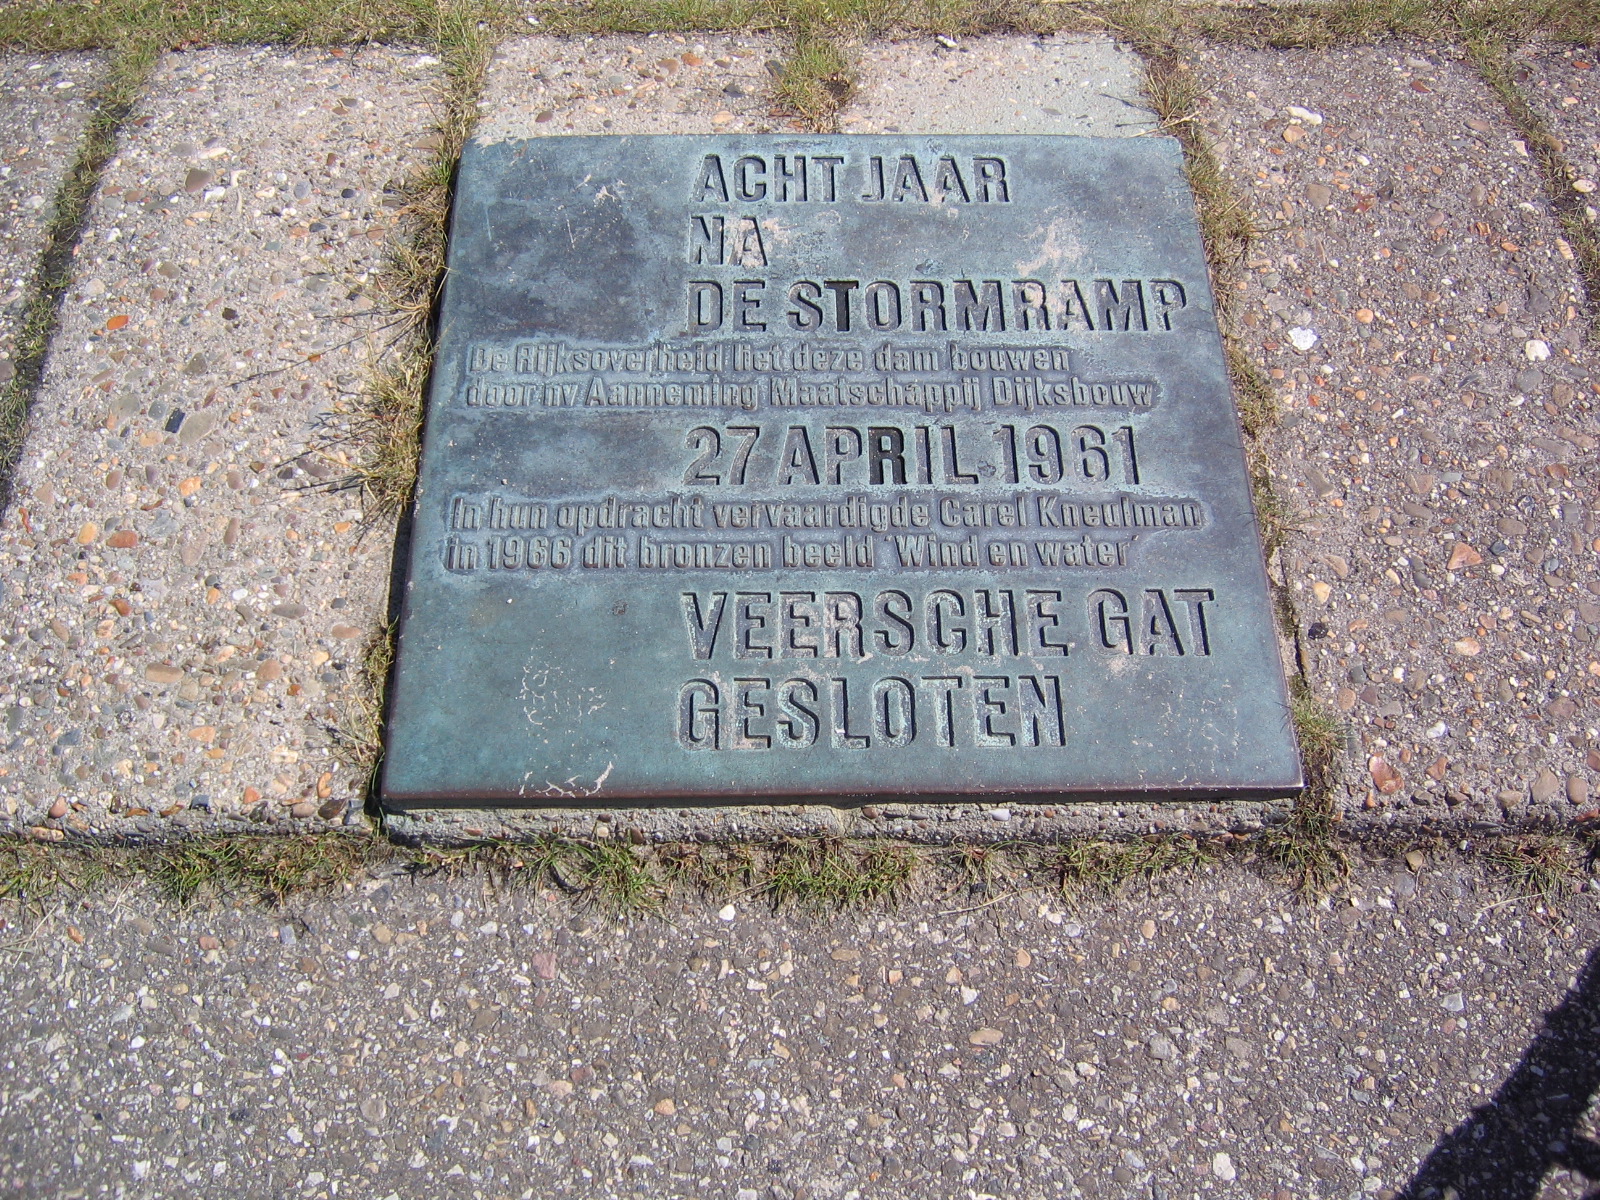 ACHT JAAR
NA
DE STORMRAMP
De Rijksoverheid liet deze dam bouwen
door nv Aanneming Maatschappij Dijksbouw
27 APRIL 1961
In hun opdracht vervaardigde Carel Kneulman
in 1966 dit bronzen beeld 'Wind en water'
VEERSCHE GAT
GESLOTEN